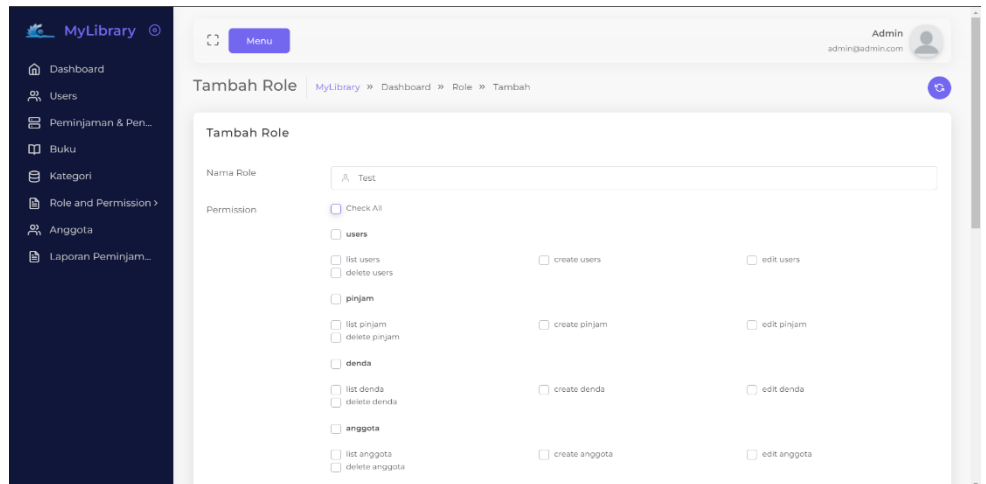 MyLibrary
Dashboard
Users
Peminjaman & Pen...
Buku
Kategori
Role and Permission >
Anggota
Laporan Peminjam...
Menu
Admin
admin@admin.com
Tambah Role
MyLibrary » Dashboard » Role » Tambah
Tambah Role
Nama Role
Test
Permission
Check All
users
list users create users edit users
delete users
pinjam
list pinjam create pinjam edit pinjam
delete pinjam
denda
list denda create denda edit denda
delete denda
anggota
list anggota create anggota edit anggota
delete anggota